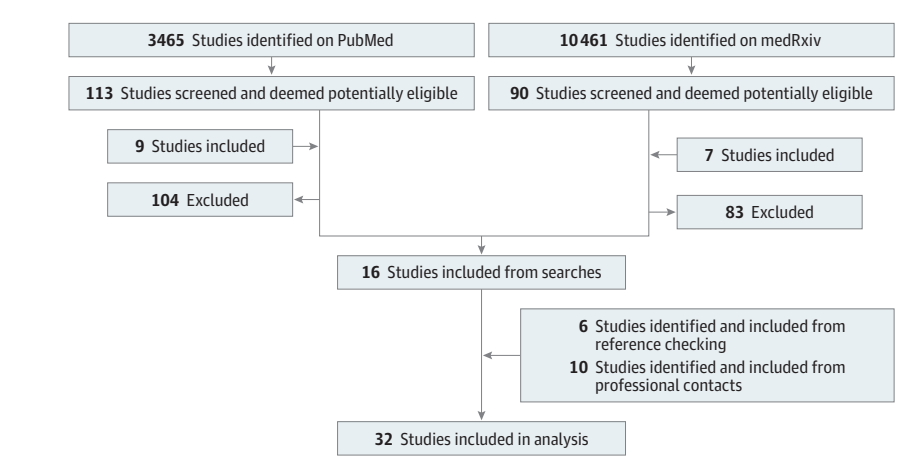 3465 Studies identified on PubMed
10 461 Studies identified on medRxiv
113 Studies screened and deemed potentially eligible
90 Studies screened and deemed potentially eligible
9 Studies included
7 Studies included
104 Excluded
83 Excluded
16 Studies included from searches
6 Studies identified and included from
reference checking
10 Studies identified and included from
professional contacts
32 Studies included in analysis